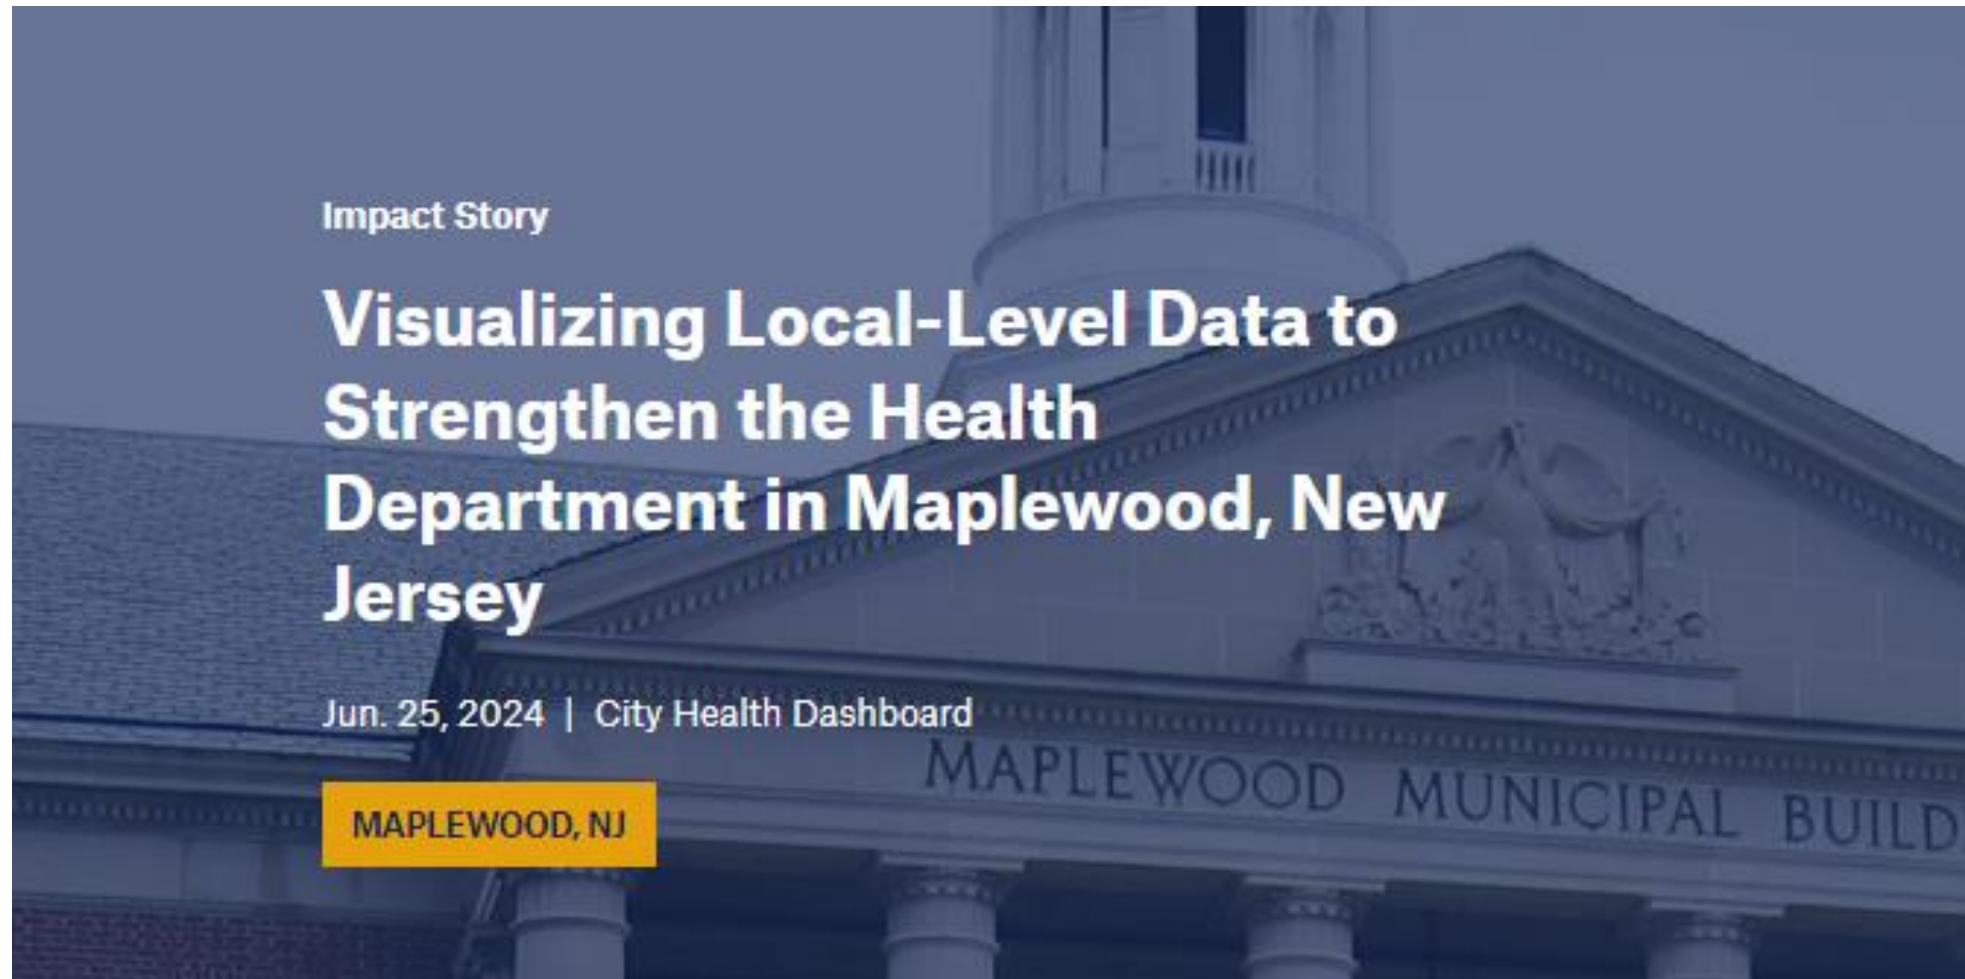 Impact Story
Visualizing Local-Level Data to
Strengthen the Health
Department in Maplewood, New
Jersey
Jun. 25, 2024 | City Health Dashboard
MAPLEWOOD MUNICIPAL BUILD
MAPLEWOOD, NJ